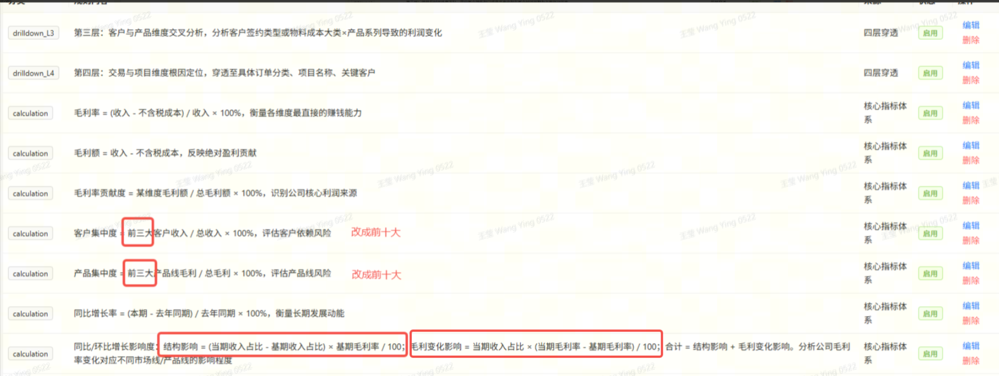 drilldown_L3 第三层：客户与产品维度交叉分析，分析客户签约类型或物料成本大类×产品系列导致的利润变化 四层穿透 启用 编辑
删除
drilldown_L4 第四层：交易与项目维度根因定位，穿透至具体订单分类、项目名称、关键客户 四层穿透 启用 编辑
删除
calculation 毛利率 = (收入 - 不含税成本) / 收入 × 100%，衡量各维度最直接的赚钱能力 核心指标体 启用 编辑
系 删除
calculation 毛利额 = 收入 - 不含税成本，反映绝对盈利贡献 核心指标体 启用 编辑
系 删除
calculation 毛利率贡献度 = 某维度毛利额 / 总毛利额 × 100%，识别公司核心利润来源 核心指标体 启用 编辑
系 删除
calculation 客户集中度 = 前三大客户收入 / 总收入 × 100%，评估客户依赖风险 改成前十大 核心指标体 启用 编辑
系 删除
calculation 产品集中度 = 前三大产品线毛利 / 总毛利 × 100%，评估产品线风险 改成前十大 核心指标体 启用 编辑
系 删除
calculation 同比增长率 = (本期 - 去年同期) / 去年同期 × 100%，衡量长期发展动能 核心指标体 启用 编辑
系 删除
calculation 同比/环比增长影响度：结构影响 = (当期收入占比 - 基期收入占比) × 基期毛利率 / 100；毛利变化影响 = 当期收入占比 × (当期毛利率 - 基期毛利率) / 100；合计 = 结构影响 + 毛利变化影响。分析公司毛利 核心指标体 启用 编辑
率变化对应不同市场线/产品线的影响程度 系 删除
王莹 Wang Ying 0522